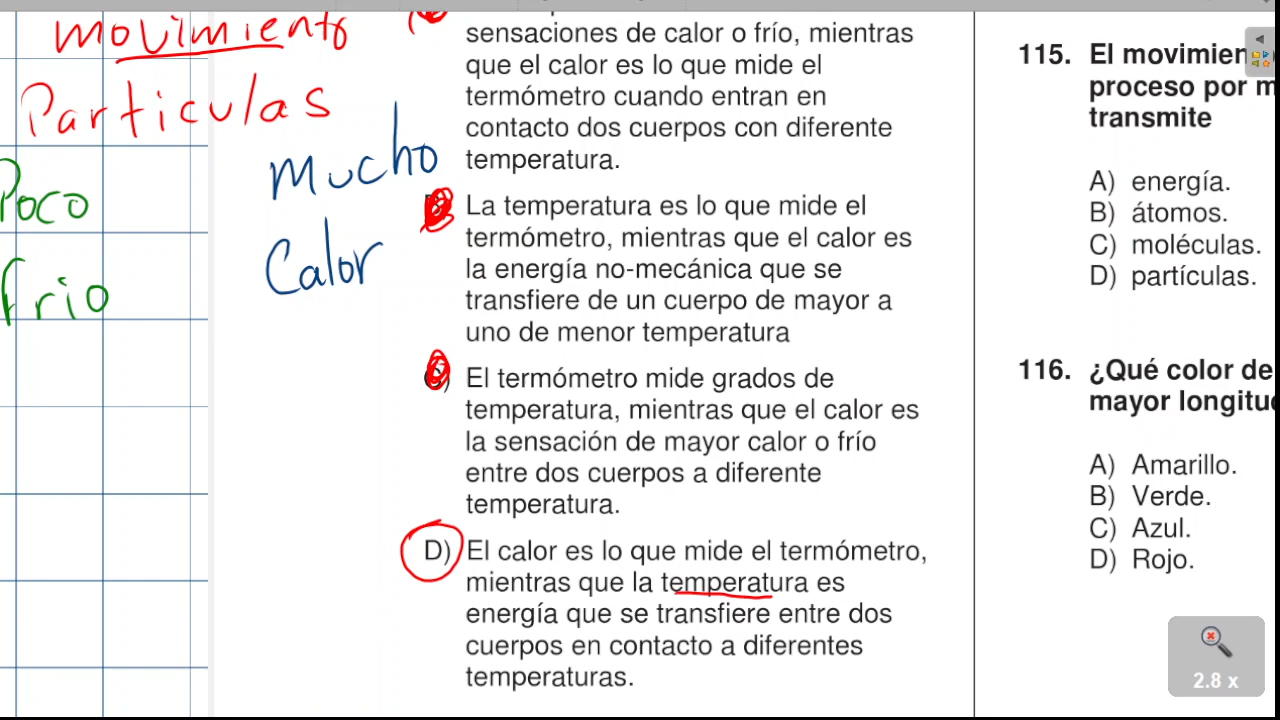 movimiento
Particulas
Poco
frio
mucho
Calor
sensaciones de calor o frío, mientras
que el calor es lo que mide el
termómetro cuando entran en
contacto dos cuerpos con diferente
temperatura.
La temperatura es lo que mide el
termómetro, mientras que el calor es
la energía no-mecánica que se
transfiere de un cuerpo de mayor a
uno de menor temperatura
C) El termómetro mide grados de
temperatura, mientras que el calor es
la sensación de mayor calor o frío
entre dos cuerpos a diferente
temperatura.
D) El calor es lo que mide el termómetro,
mientras que la temperatura es
energía que se transfiere entre dos
cuerpos en contacto a diferentes
temperaturas.
115. El movimien
proceso por m
transmite
A) energía.
B) átomos.
C) moléculas.
D) partículas.
116. ¿Qué color de
mayor longitu
A) Amarillo.
B) Verde.
C) Azul.
D) Rojo.
2.8 x